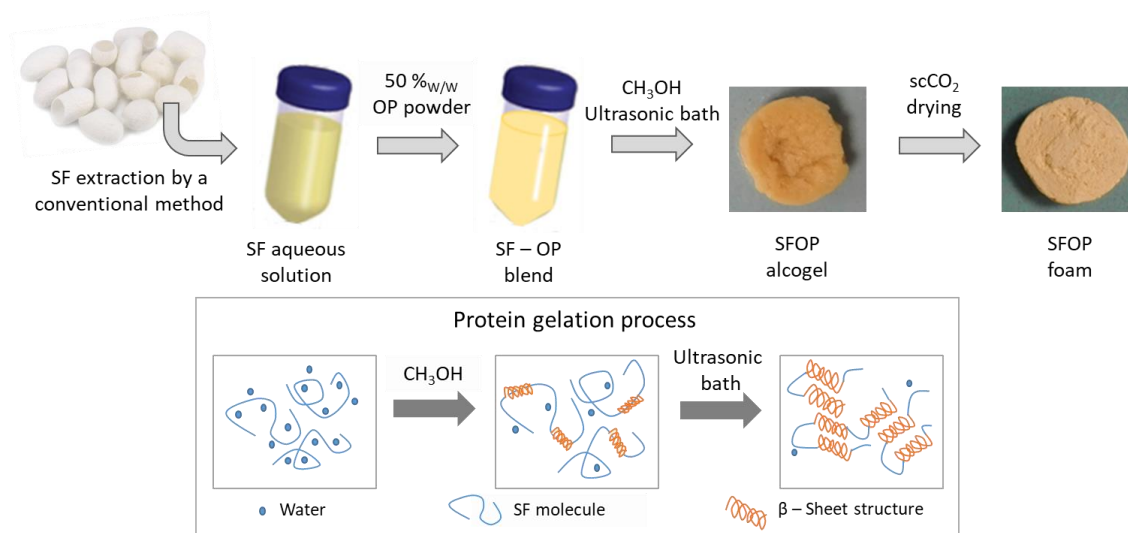 SF extraction by a
conventional method
SF aqueous
solution
50 %W/W
OP powder
SF – OP
blend
CH3OH
Ultrasonic bath
SFOP
alcogel
scCO2
drying
SFOP
foam
Protein gelation process
CH3OH
Ultrasonic
bath
Water
SF molecule
β – Sheet structure